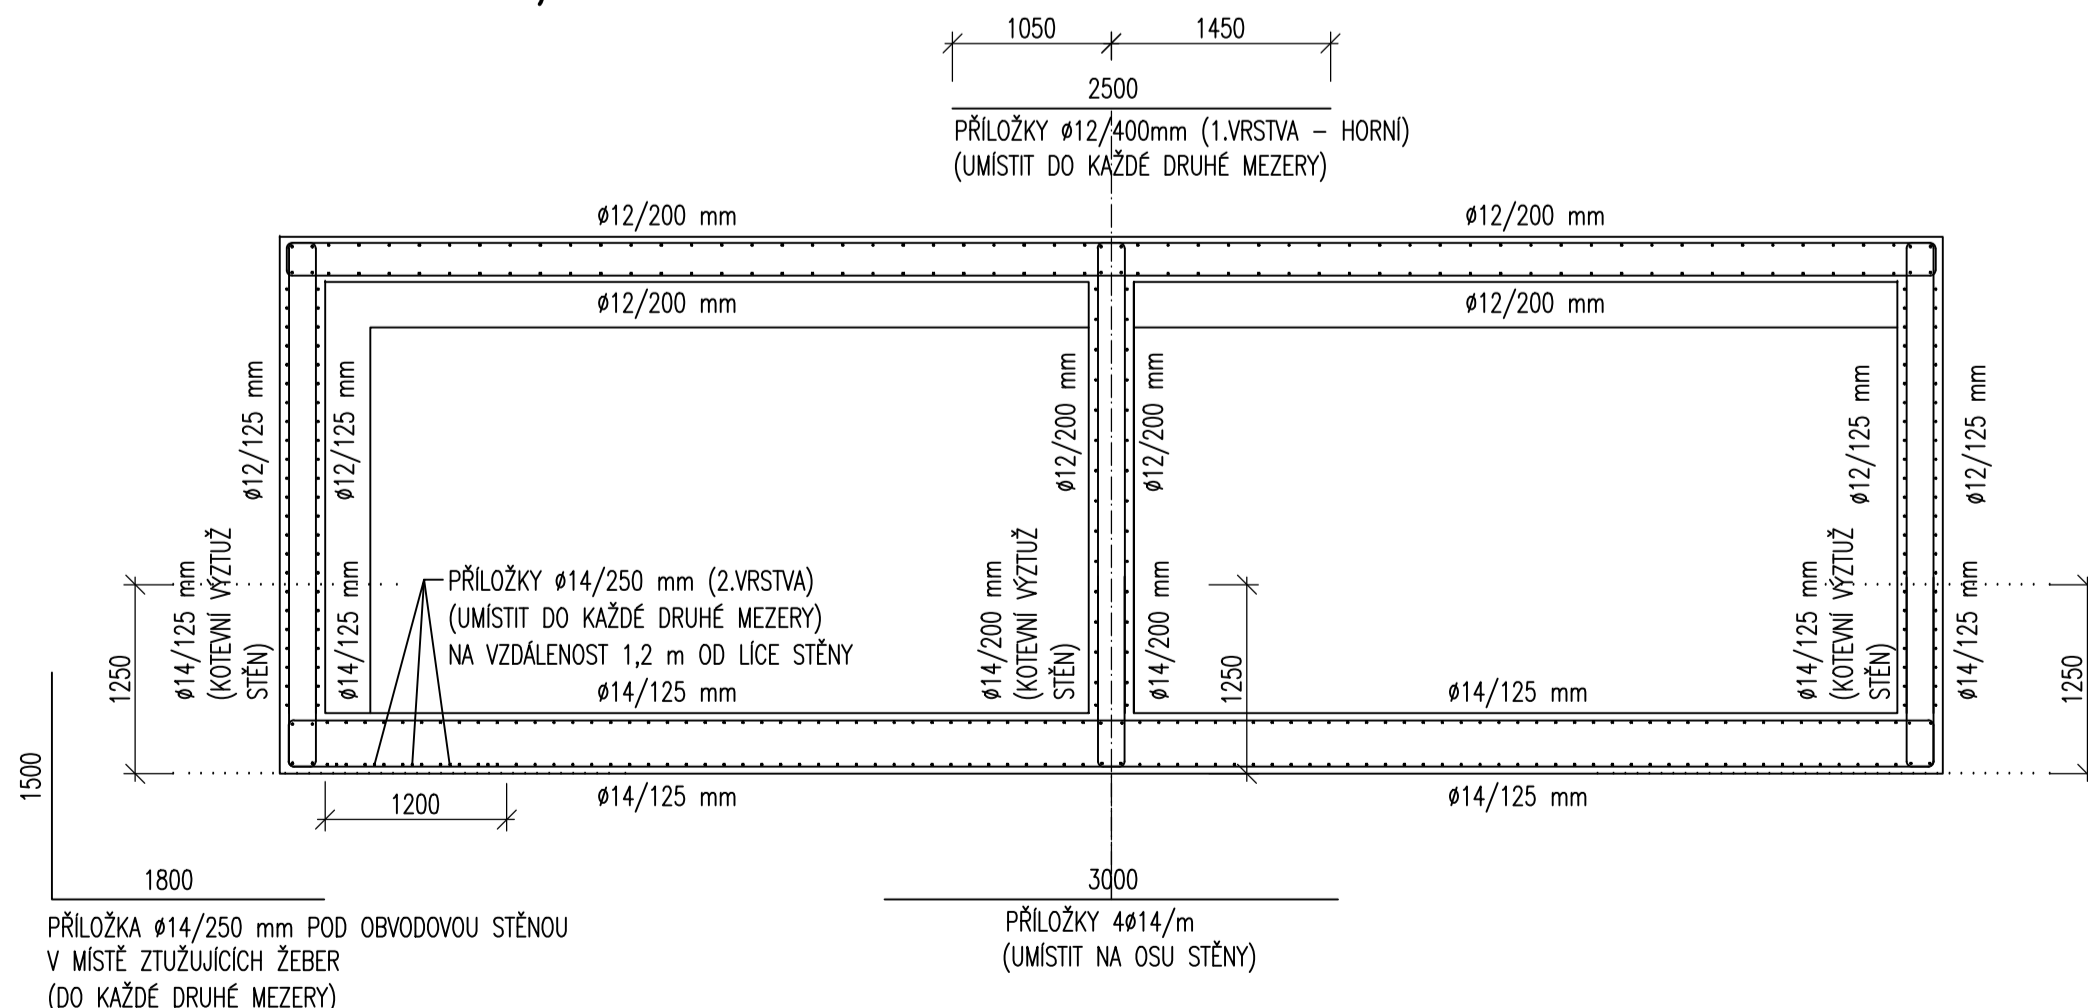 1050
1450
2500
PŘÍLOŽKY ø12/400mm (1.VRSTVA – HORNÍ)
(UMÍSTIT DO KAŽDÉ DRUHÉ MEZERY)
ø12/200 mm
ø12/200 mm
ø12/200 mm
ø12/200 mm
ø12/125 mm
ø12/125 mm
ø12/200 mm
ø12/200 mm
ø12/125 mm
ø12/125 mm
1250
ø14/125 mm
(KOTEVNÍ VÝZTUŽ
STĚN)
ø14/125 mm
PŘÍLOŽKY ø14/250 mm (2.VRSTVA)
(UMÍSTIT DO KAŽDÉ DRUHÉ MEZERY)
NA VZDÁLENOST 1,2 m OD LÍCE STĚNY
ø14/125 mm
ø14/200 mm
(KOTEVNÍ VÝZTUŽ
STĚN)
ø14/200 mm
1250
ø14/125 mm
ø14/125 mm
(KOTEVNÍ VÝZTUŽ
STĚN)
ø14/125 mm
1250
1500
1200
ø14/125 mm
ø14/125 mm
1800
PŘÍLOŽKA ø14/250 mm POD OBVODOVOU STĚNOU
V MÍSTĚ ZTUŽUJÍCÍCH ŽEBER
(DO KAŽDÉ DRUHÉ MEZERY)
3000
PŘÍLOŽKY 4ø14/m
(UMÍSTIT NA OSU STĚNY)